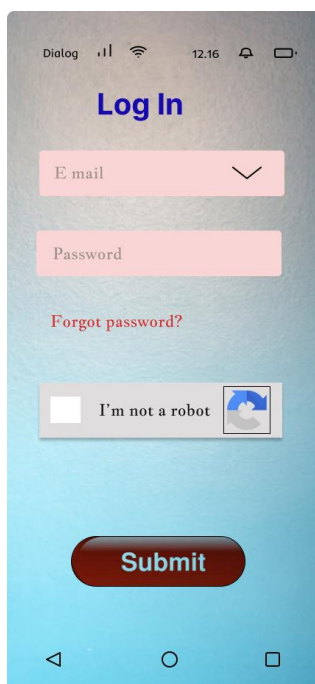 Dialog 12.16
Log In
E mail
Password
Forgot password?
I'm not a robot
Submit